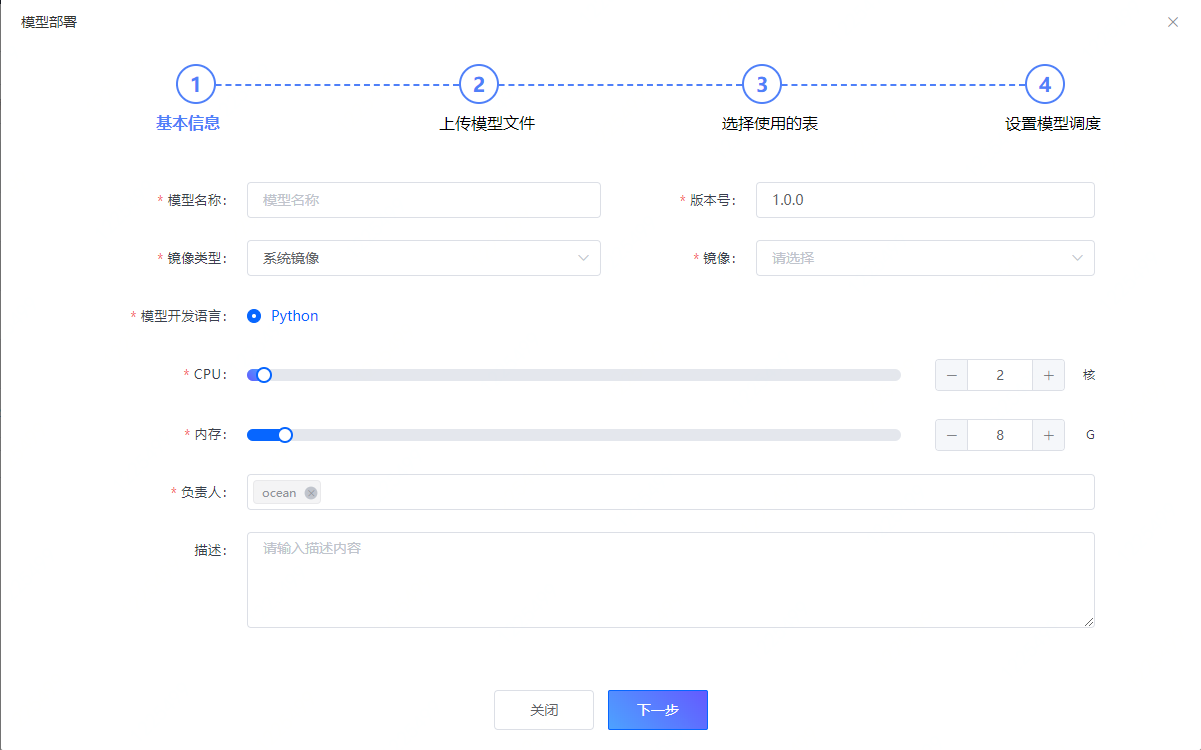 模型部署
1 2 3 4
基本信息 上传模型文件 选择使用的表 设置模型调度
* 模型名称： 模型名称 * 版本号： 1.0.0
* 镜像类型： 系统镜像 * 镜像： 请选择
* 模型开发语言： Python
* CPU： 2 核
* 内存： 8 G
* 负责人： ocean
描述： 请输入描述内容
关闭 下一步